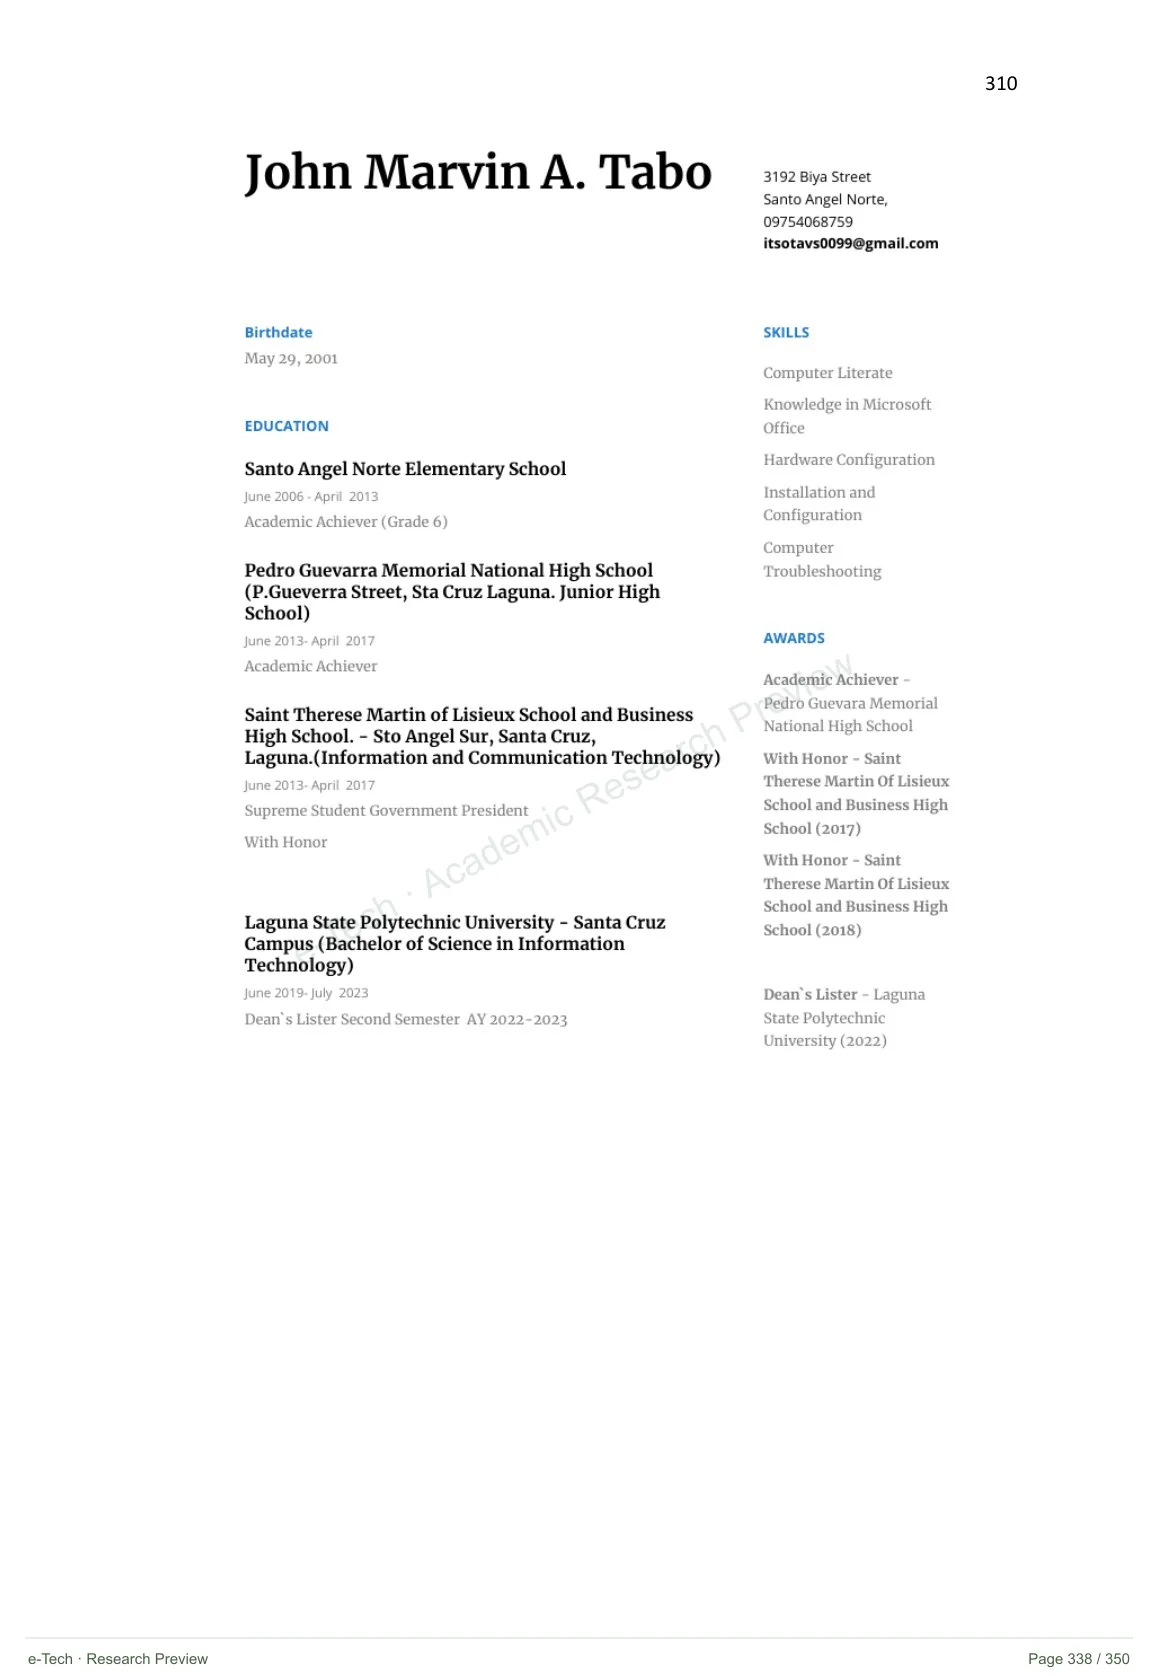 310
John Marvin A. Tabo
3192 Biya Street
Santo Angel Norte,
09754068759
itsotavs0099@gmail.com
Birthdate
May 29, 2001
EDUCATION
Santo Angel Norte Elementary School
June 2006 - April  2013
Academic Achiever (Grade 6)
Pedro Guevarra Memorial National High School
(P.Gueverra Street, Sta Cruz Laguna. Junior High
School)
June 2013- April  2017
Academic Achiever
Saint Therese Martin of Lisieux School and Business
High School. - Sto Angel Sur, Santa Cruz,
Laguna.(Information and Communication Technology)
June 2013- April  2017
Supreme Student Government President
With Honor
Laguna State Polytechnic University - Santa Cruz
Campus (Bachelor of Science in Information
Technology)
June 2019- July  2023
Dean`s Lister Second Semester  AY 2022-2023
SKILLS
Computer Literate
Knowledge in Microsoft
Office
Hardware Configuration
Installation and
Configuration
Computer
Troubleshooting
AWARDS
Academic Achiever -
Pedro Guevara Memorial
National High School
With Honor - Saint
Therese Martin Of Lisieux
School and Business High
School (2017)
With Honor - Saint
Therese Martin Of Lisieux
School and Business High
School (2018)
Dean`s Lister - Laguna
State Polytechnic
University (2022)
e-Tech · Academic Research Preview
e-Tech · Research Preview
Page 338 / 350